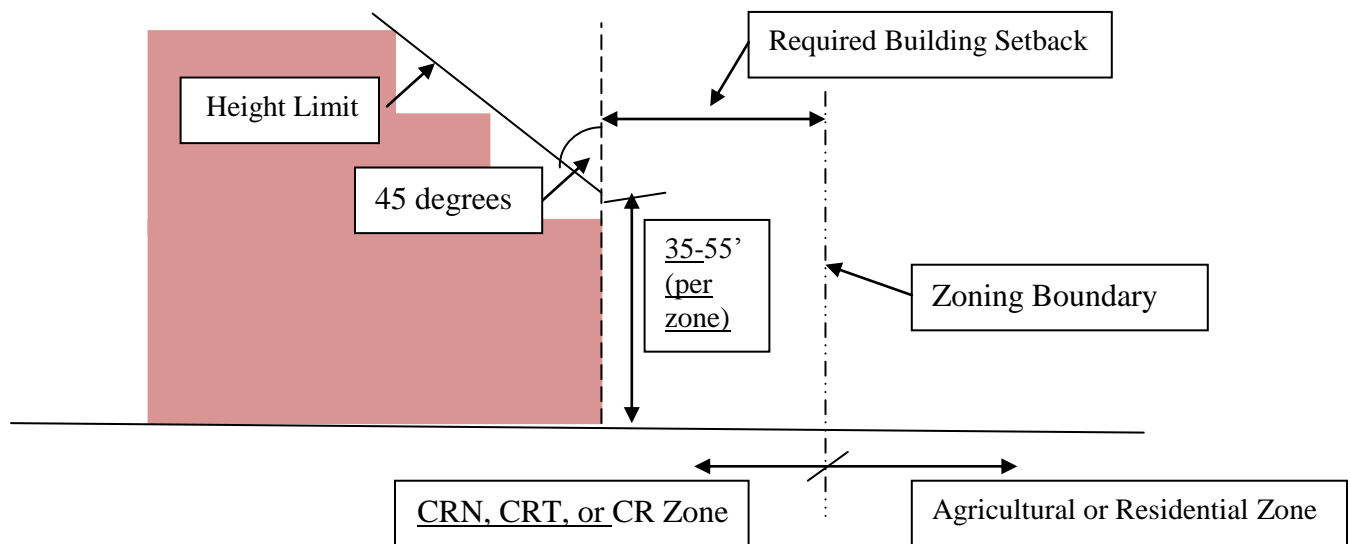 Required Building Setback
Height Limit
45 degrees
35-55’
(per
zone)
Zoning Boundary
CRN, CRT, or CR Zone
Agricultural or Residential Zone